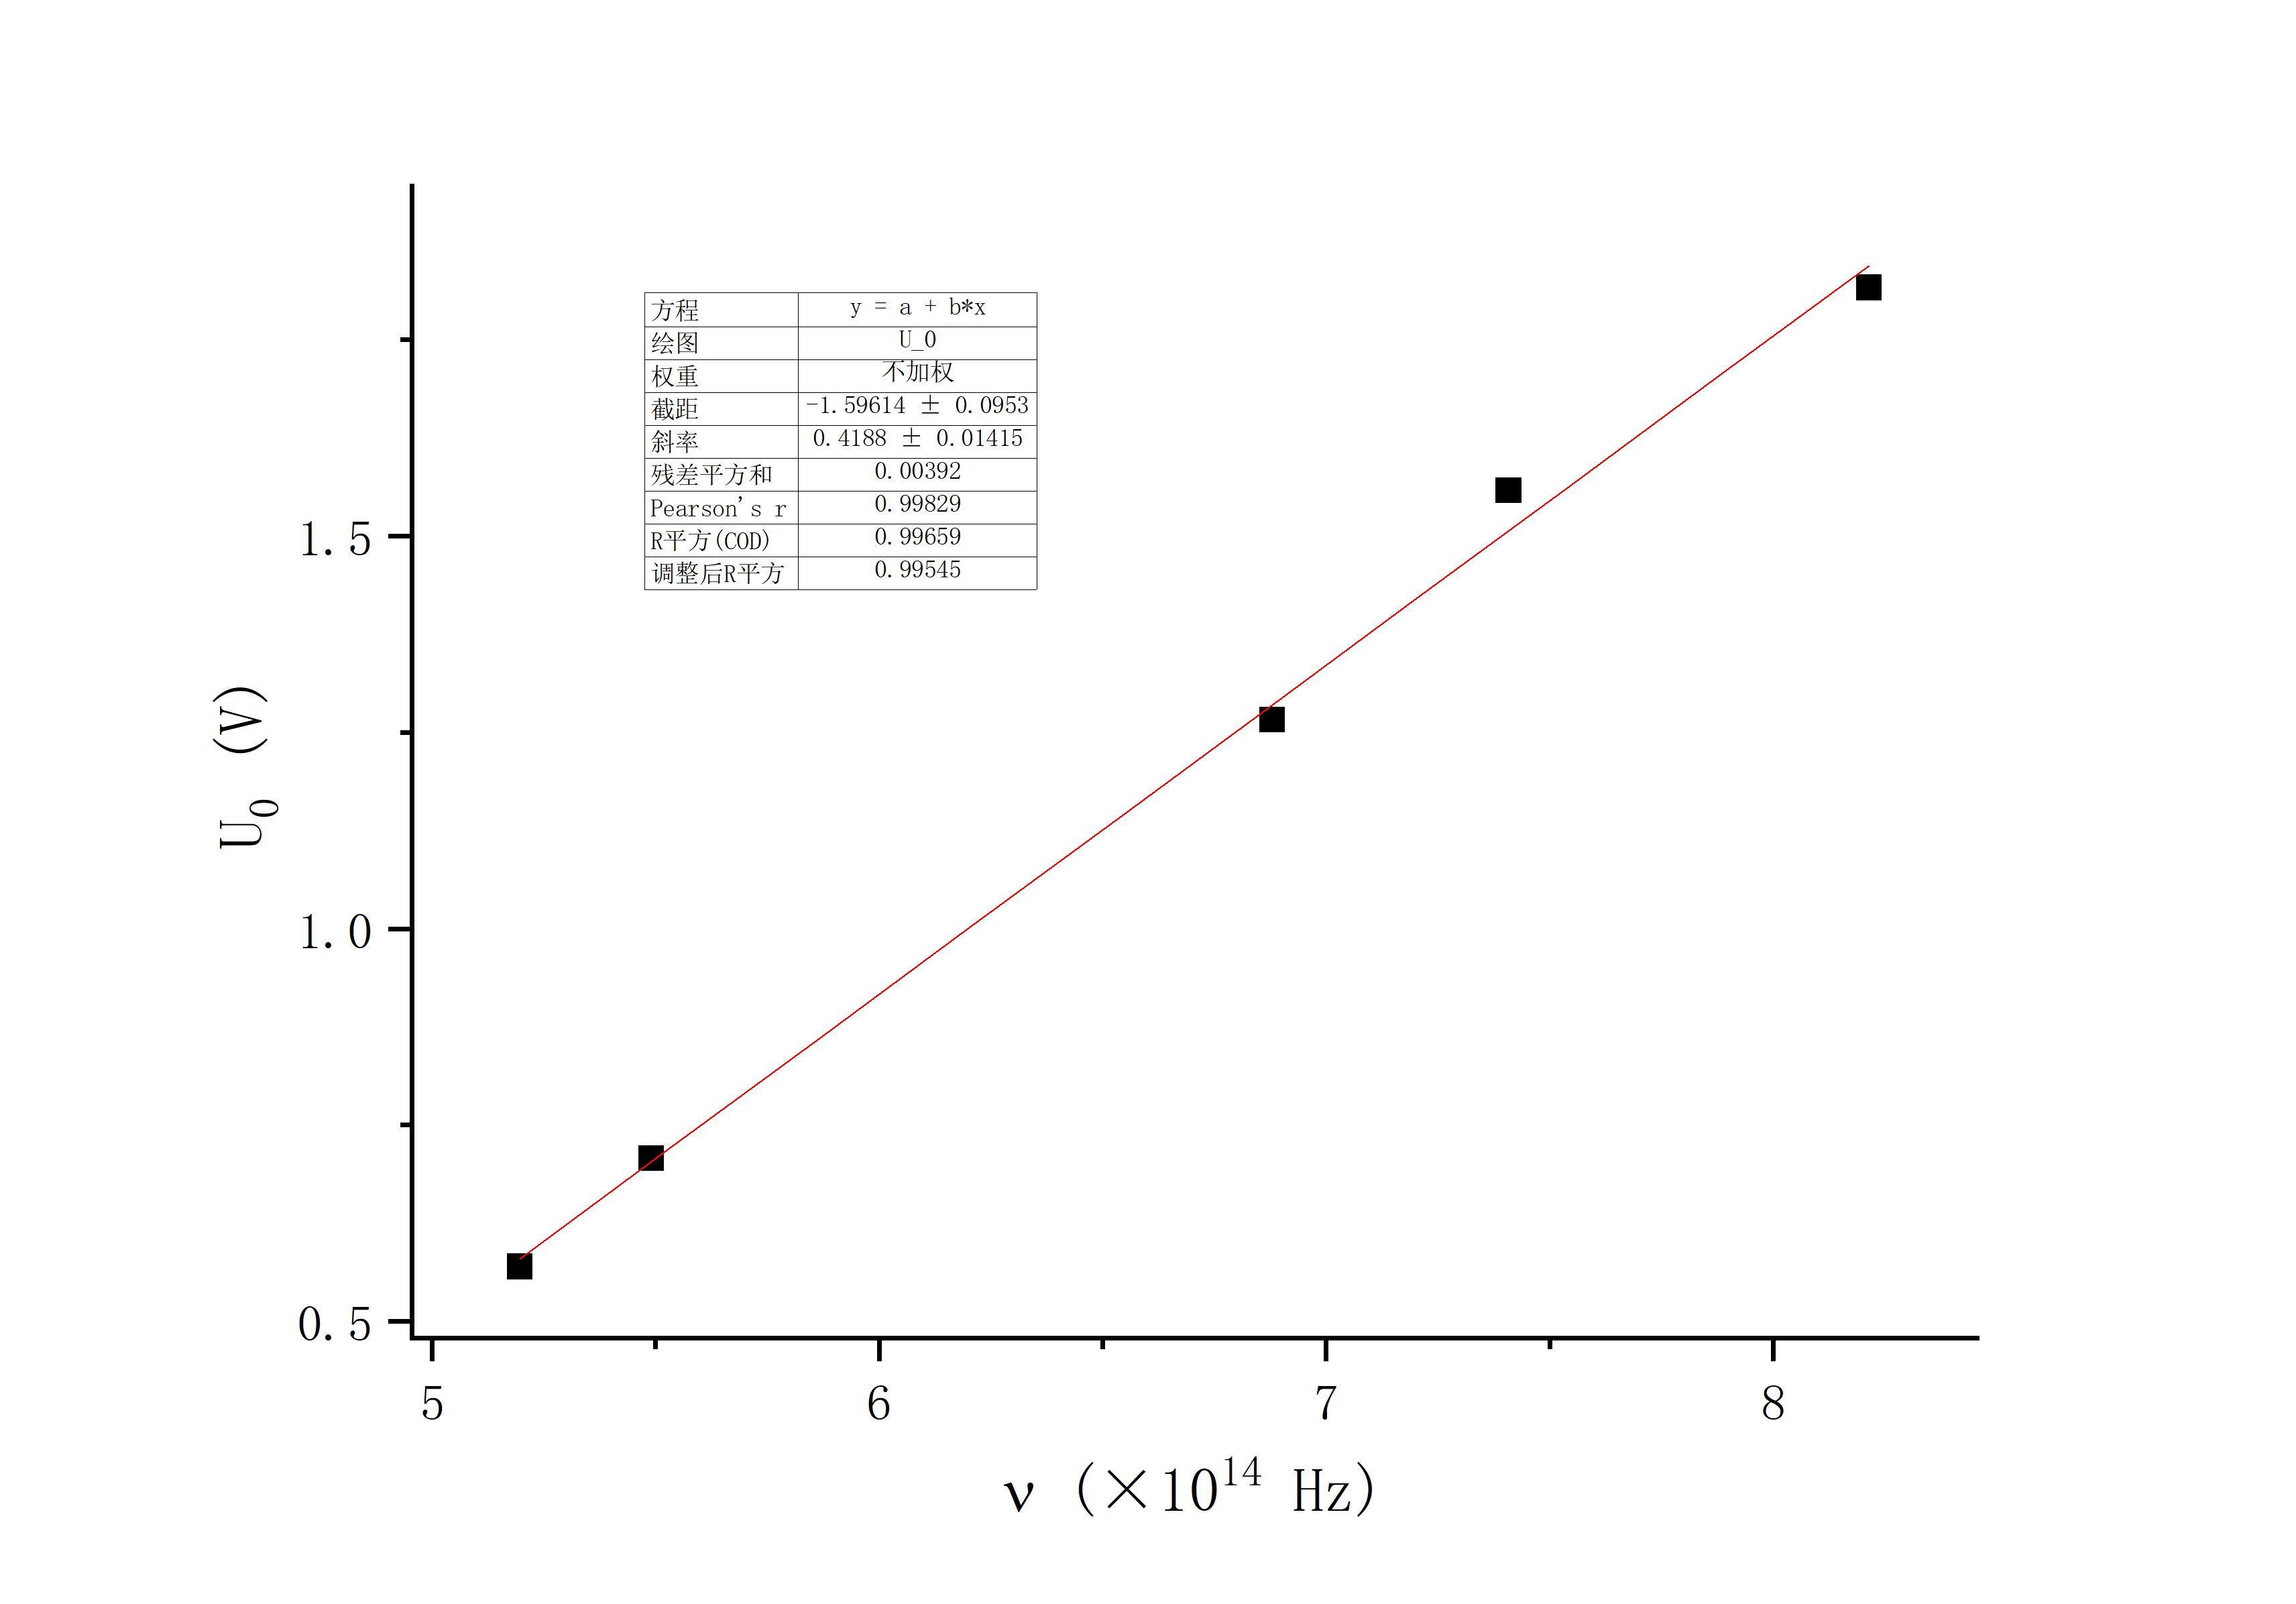 方程 y = a + b*x
绘图 U_0
权重 不加权
截距 -1.59614 ± 0.0953
斜率 0.4188 ± 0.01415
残差平方和 0.00392
Pearson's r 0.99829
R平方(COD) 0.99659
调整后R平方 0.99545
1.5
1.0
0.5
U₀ (V)
5 6 7 8
ν (×10¹⁴ Hz)